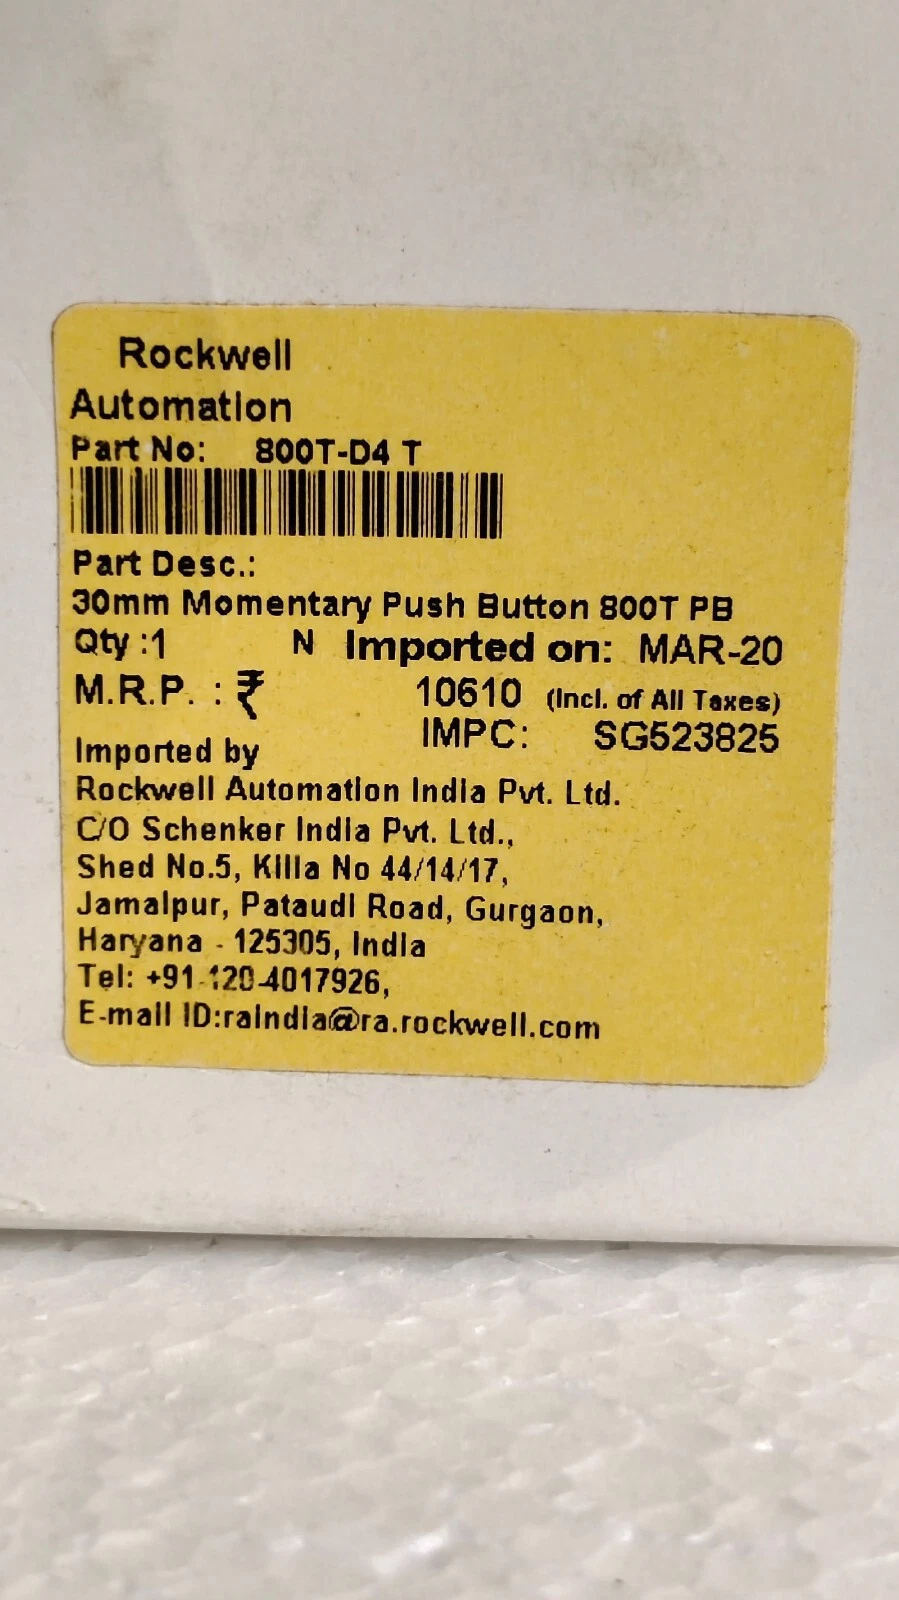 Rockwell
Automation
Part No: 800T-D4 T
Part Desc.:
30mm Momentary Push Button 800T PB
Qty :1 N Imported on: MAR-20
M.R.P. : ₹ 10610 (Incl. of All Taxes)
IMPC: SG523825
Imported by
Rockwell Automation India Pvt. Ltd.
C/O Schenker India Pvt. Ltd.,
Shed No.5, Killa No 44/14/17,
Jamalpur, Pataudi Road, Gurgaon,
Haryana - 125305, India
Tel: +91-120-4017926,
E-mail ID:raindia@ra.rockwell.com